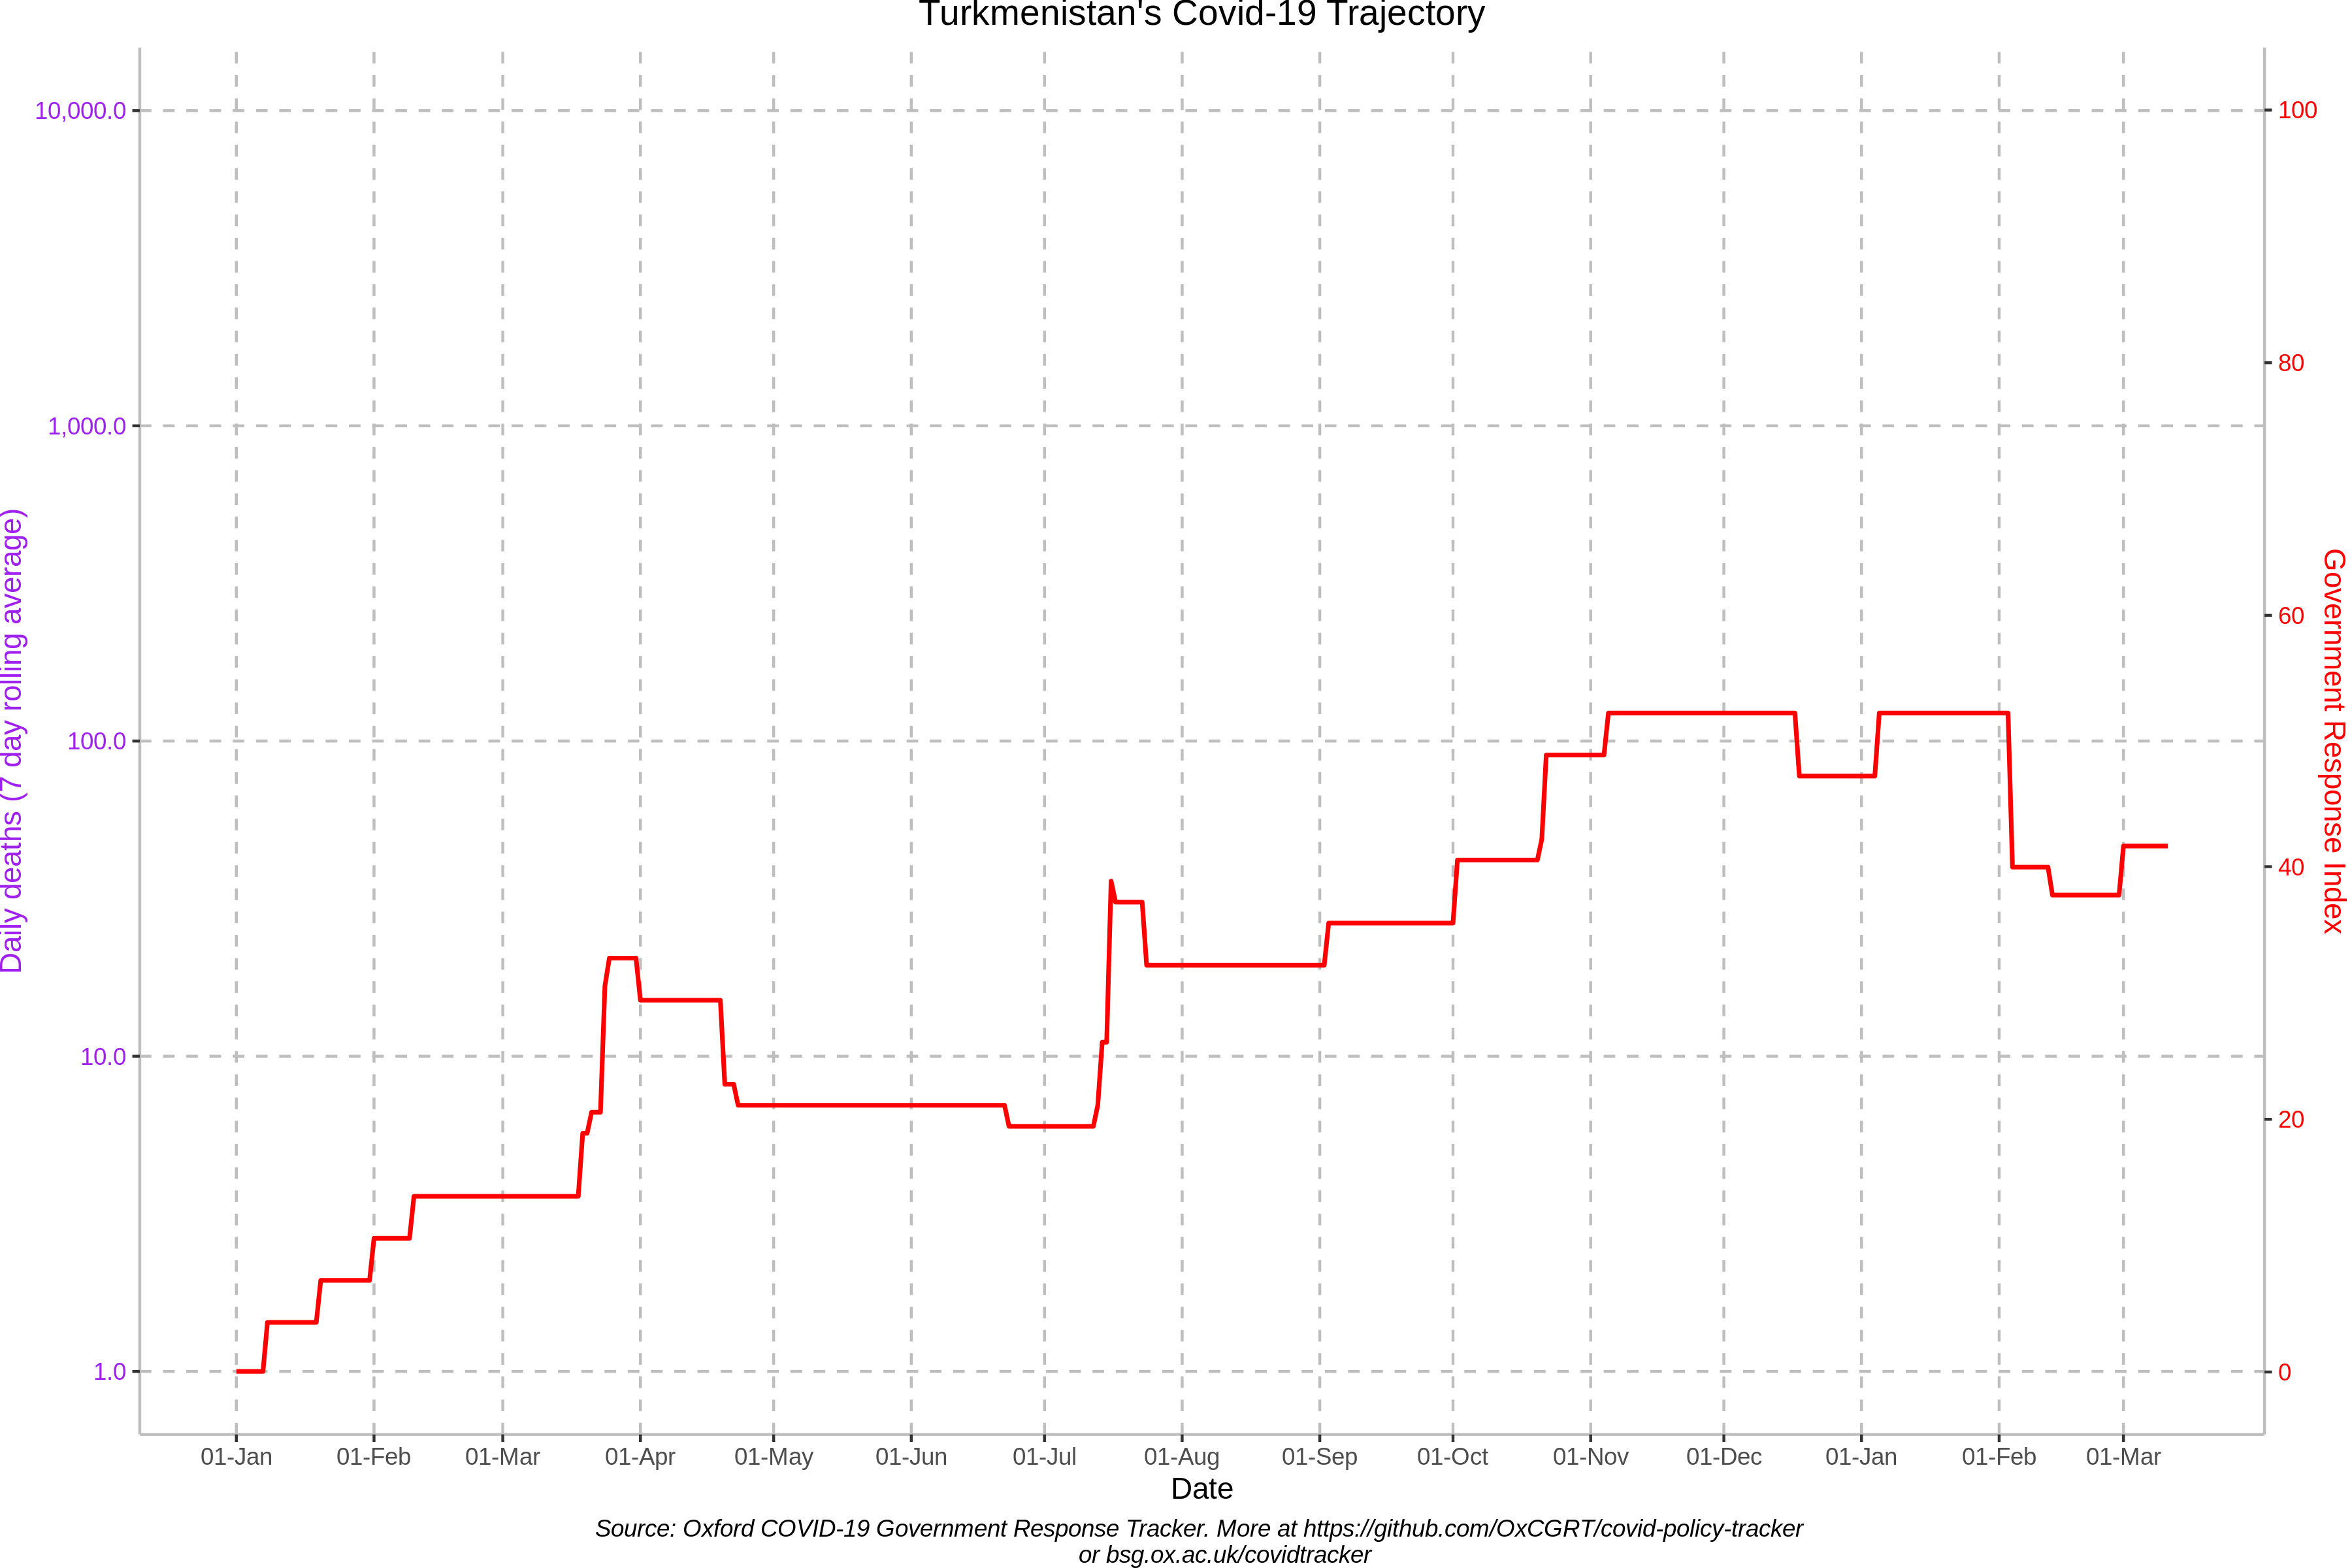 Turkmenistan's Covid-19 Trajectory
10,000.0
1,000.0
100.0
10.0
1.0
Daily deaths (7 day rolling average)
100
80
60
40
20
0
Government Response Index
01-Jan
01-Feb
01-Mar
01-Apr
01-May
01-Jun
01-Jul
01-Aug
01-Sep
01-Oct
01-Nov
01-Dec
01-Jan
01-Feb
01-Mar
Date
Source: Oxford COVID-19 Government Response Tracker. More at https://github.com/OxCGRT/covid-policy-tracker
or bsg.ox.ac.uk/covidtracker